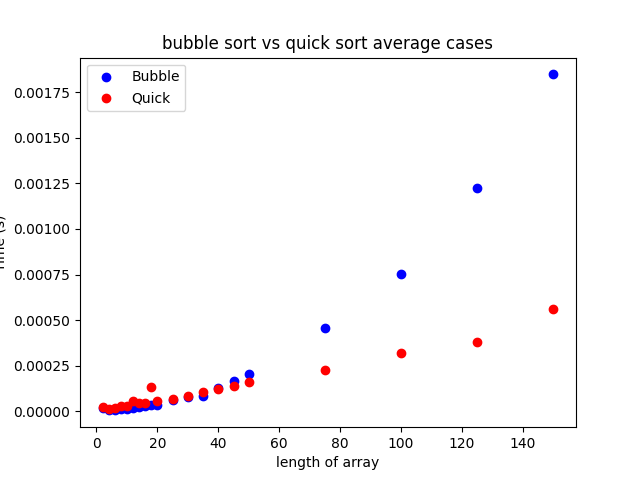 bubble sort vs quick sort average cases
Bubble
Quick
0.00175
0.00150
0.00125
0.00100
0.00075
0.00050
0.00025
0.00000
0 20 40 60 80 100 120 140
length of array